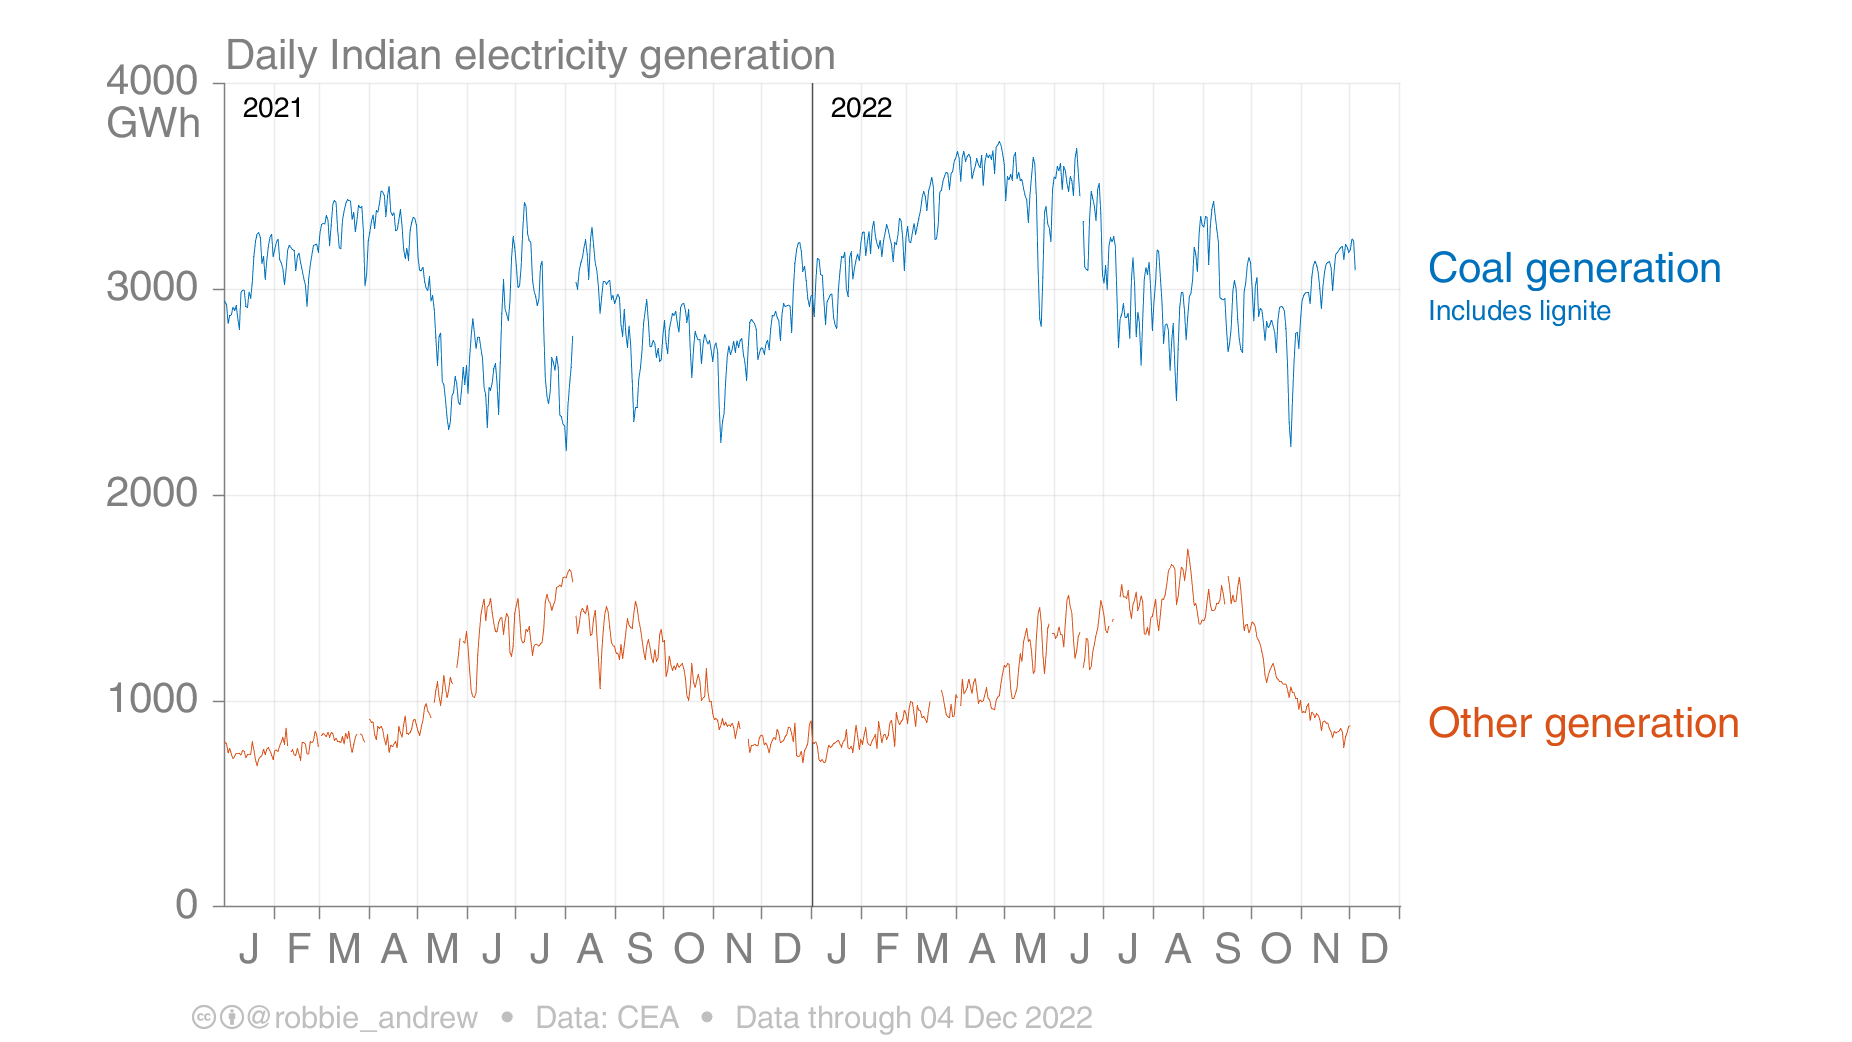 Daily Indian electricity generation
4000
GWh
2021
2022
3000
Coal generation
Includes lignite
2000
1000
Other generation
0
J F M A M J J A S O N D J F M A M J J A S O N D
cc @robbie_andrew • Data: CEA • Data through 04 Dec 2022